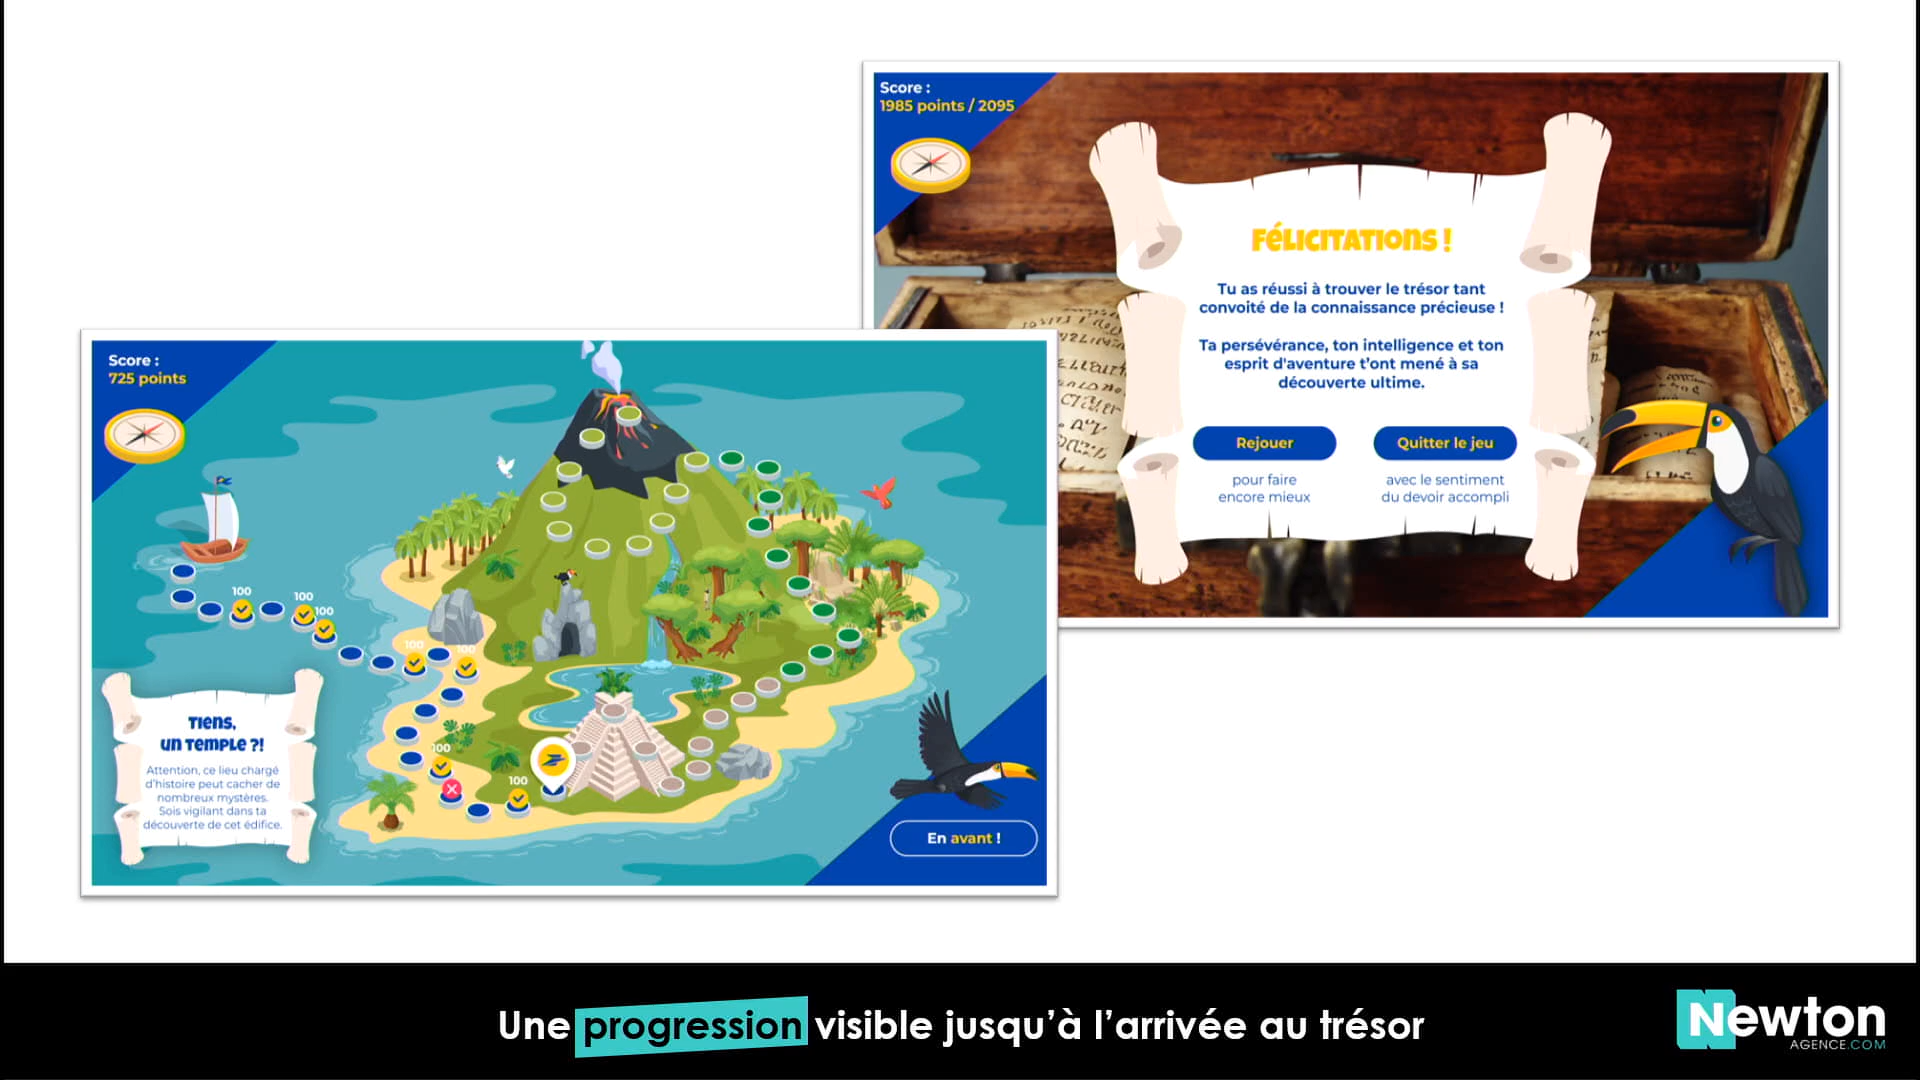 Score :
1985 points / 2095
FÉLICITATIONS !
Tu as réussi à trouver le trésor tant
convoité de la connaissance précieuse !
Ta persévérance, ton intelligence et ton
esprit d'aventure t'ont mené à sa
découverte ultime.
Rejouer
pour faire
encore mieux
Quitter le jeu
avec le sentiment
du devoir accompli
Score :
725 points
100
100
100
100
100
100
100
TIENS,
UN TEMPLE ?!
Attention, ce lieu chargé
d'histoire peut cacher de
nombreux mystères.
Sois vigilant dans ta
découverte de cet édifice.
En avant !
Une progression visible jusqu'à l'arrivée au trésor
Newton
AGENCE.COM